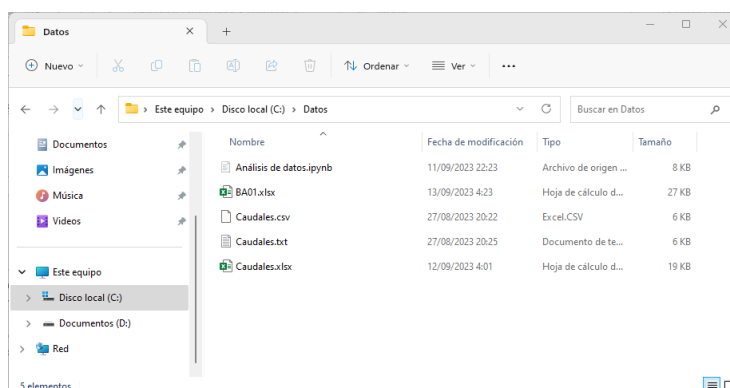 Datos
Nuevo
Ordenar
Ver
Este equipo > Disco local (C:) > Datos
Buscar en Datos
Documentos
Imágenes
Música
Videos
Este equipo
Disco local (C:)
Documentos (D:)
Red
Nombre Fecha de modificación Tipo Tamaño
Análisis de datos.ipynb 11/09/2023 22:23 Archivo de origen ... 8 KB
BA01.xlsx 13/09/2023 4:23 Hoja de cálculo d... 27 KB
Caudales.csv 27/08/2023 20:22 Excel.CSV 6 KB
Caudales.txt 27/08/2023 20:25 Documento de te... 6 KB
Caudales.xlsx 12/09/2023 4:01 Hoja de cálculo d... 19 KB
5 elementos